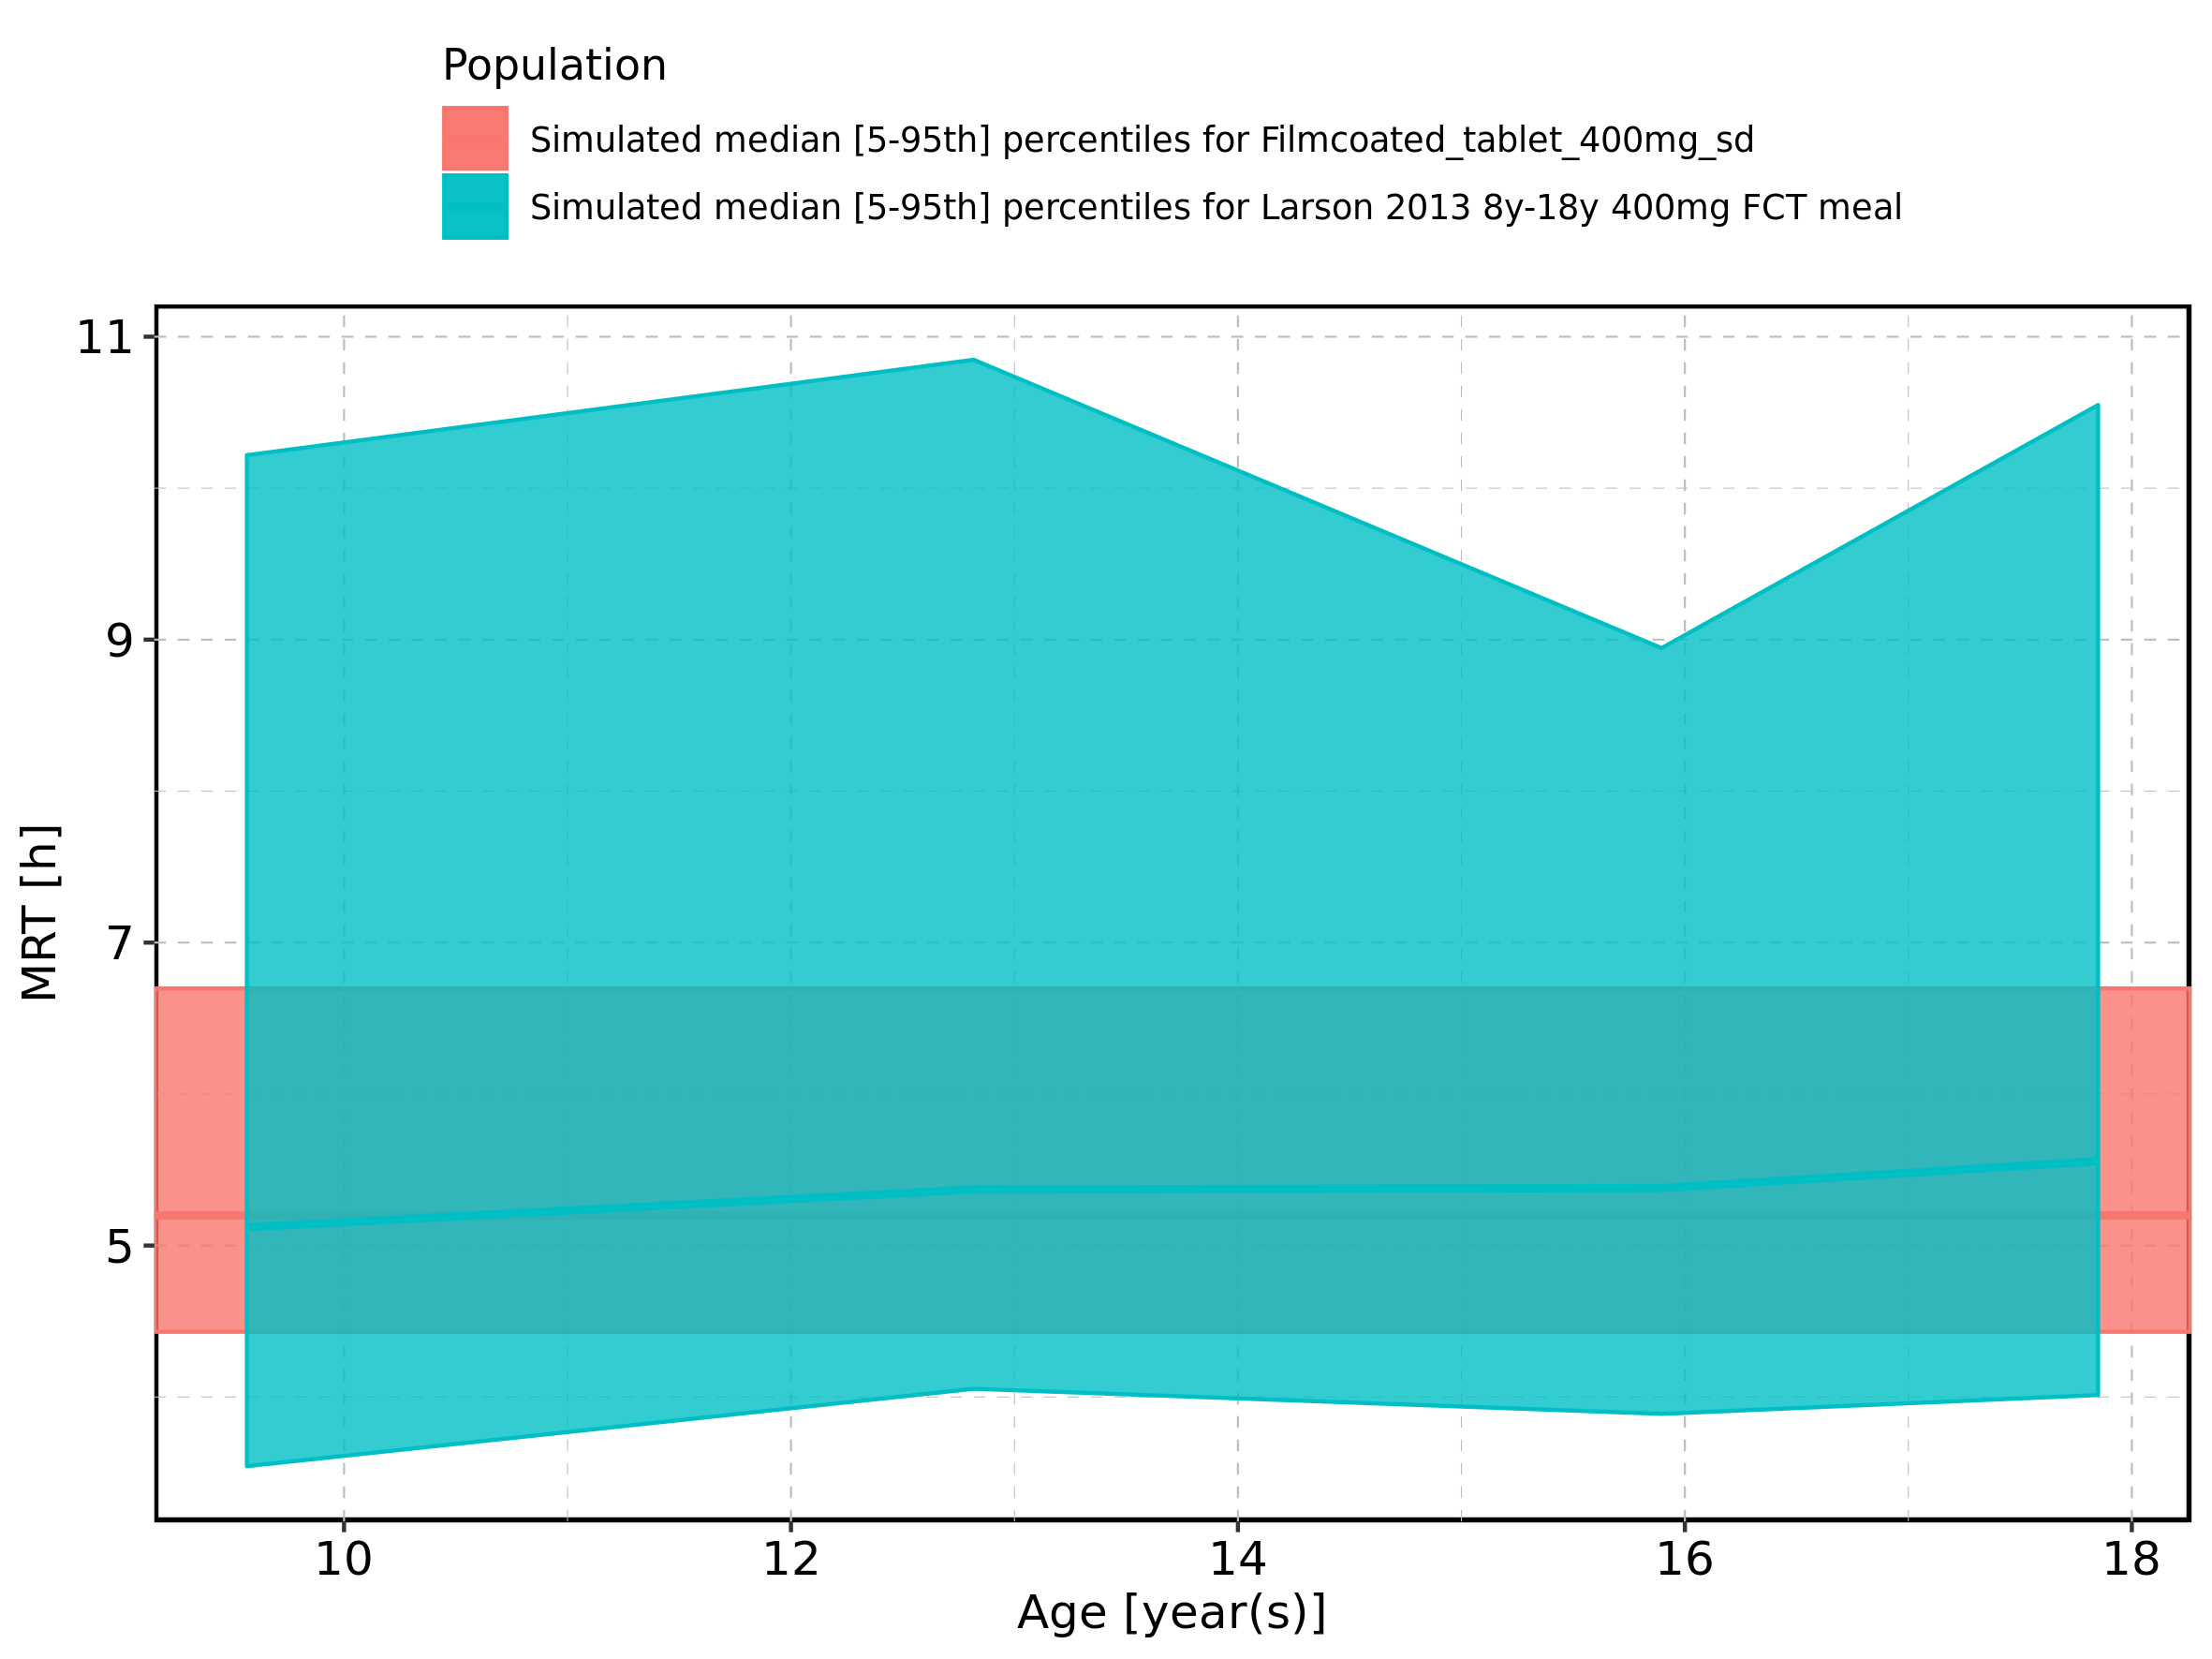 Population
Simulated median [5-95th] percentiles for Filmcoated_tablet_400mg_sd
Simulated median [5-95th] percentiles for Larson 2013 8y-18y 400mg FCT meal
11
9
7
5
MRT [h]
10 12 14 16 18
Age [year(s)]